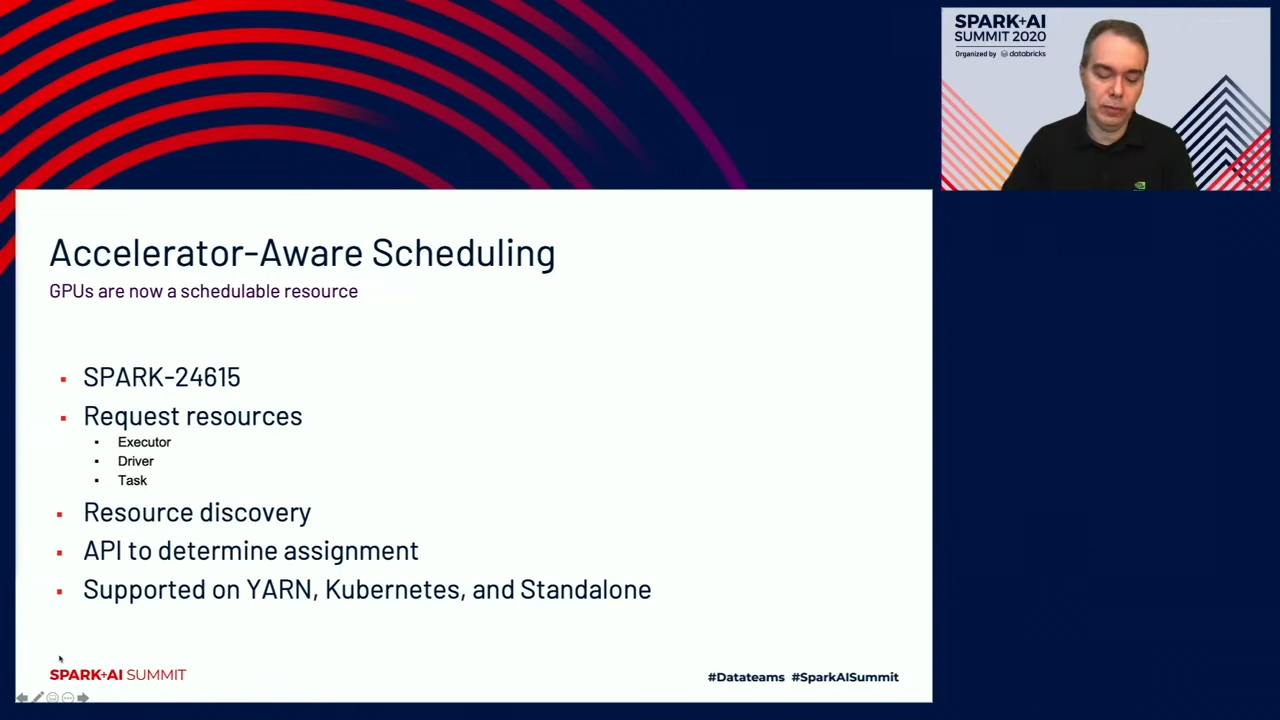 SPARK+AI
SUMMIT 2020
Organized by databricks
Accelerator-Aware Scheduling
GPUs are now a schedulable resource
SPARK-24615
Request resources
Executor
Driver
Task
Resource discovery
API to determine assignment
Supported on YARN, Kubernetes, and Standalone
SPARK+AI SUMMIT
#Datateams #SparkAISummit